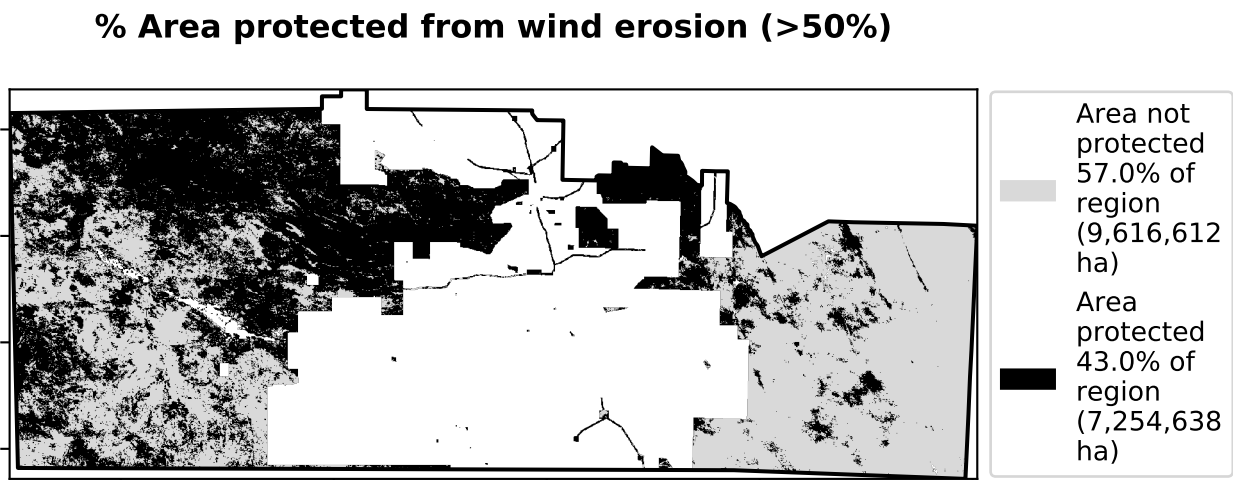 % Area protected from wind erosion (>50%)
Area not
protected
57.0% of
region
(9,616,612
ha)
Area
protected
43.0% of
region
(7,254,638
ha)